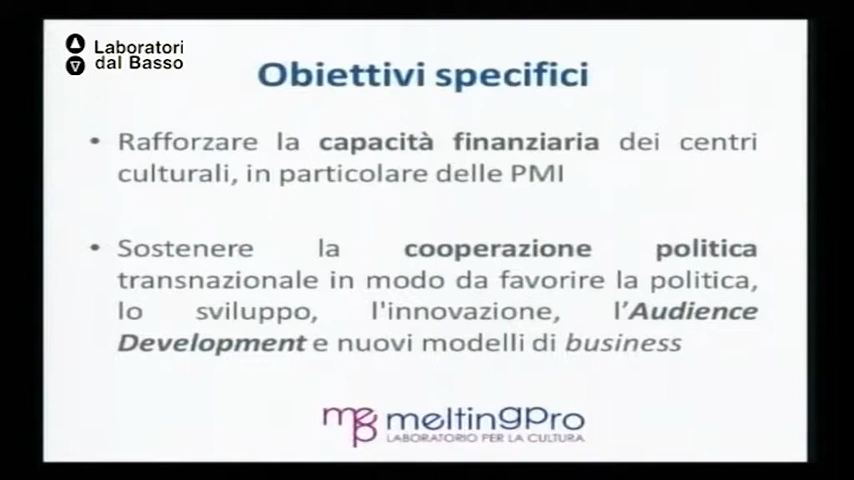 Laboratori
dal Basso
Obiettivi specifici
• Rafforzare la capacità finanziaria dei centri
culturali, in particolare delle PMI
• Sostenere la cooperazione politica
transnazionale in modo da favorire la politica,
lo sviluppo, l'innovazione, l'Audience
Development e nuovi modelli di business
mep meltingpro
LABORATORIO PER LA CULTURA